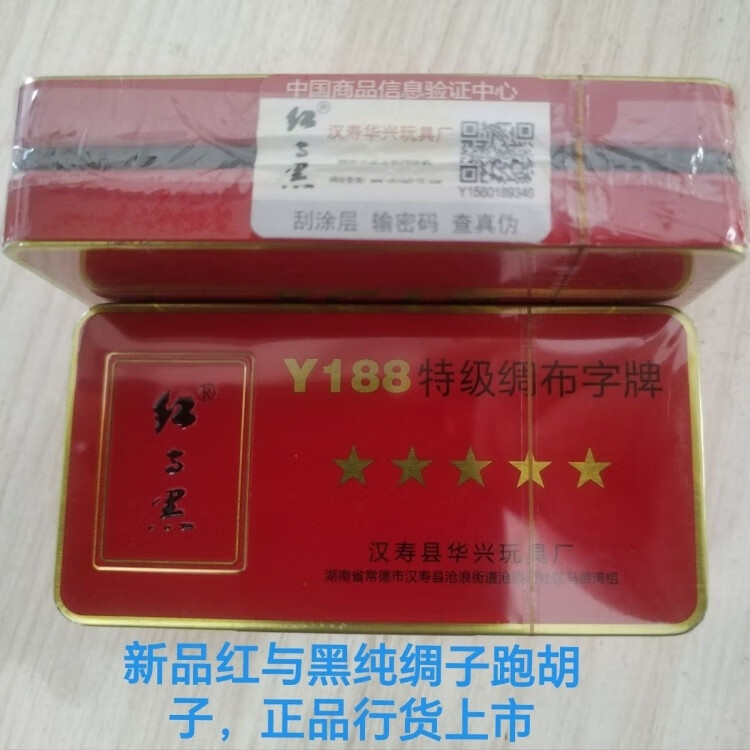 中国商品信息验证中心
红与黑®
汉寿华兴玩具厂
Y1560189346
刮涂层 输密码 查真伪
红与黑®
Y188特级绸布字牌
★★★★★
汉寿县华兴玩具厂
湖南省常德市汉寿县沧浪街道沧浪
新品红与黑纯绸子跑胡
子，正品行货上市